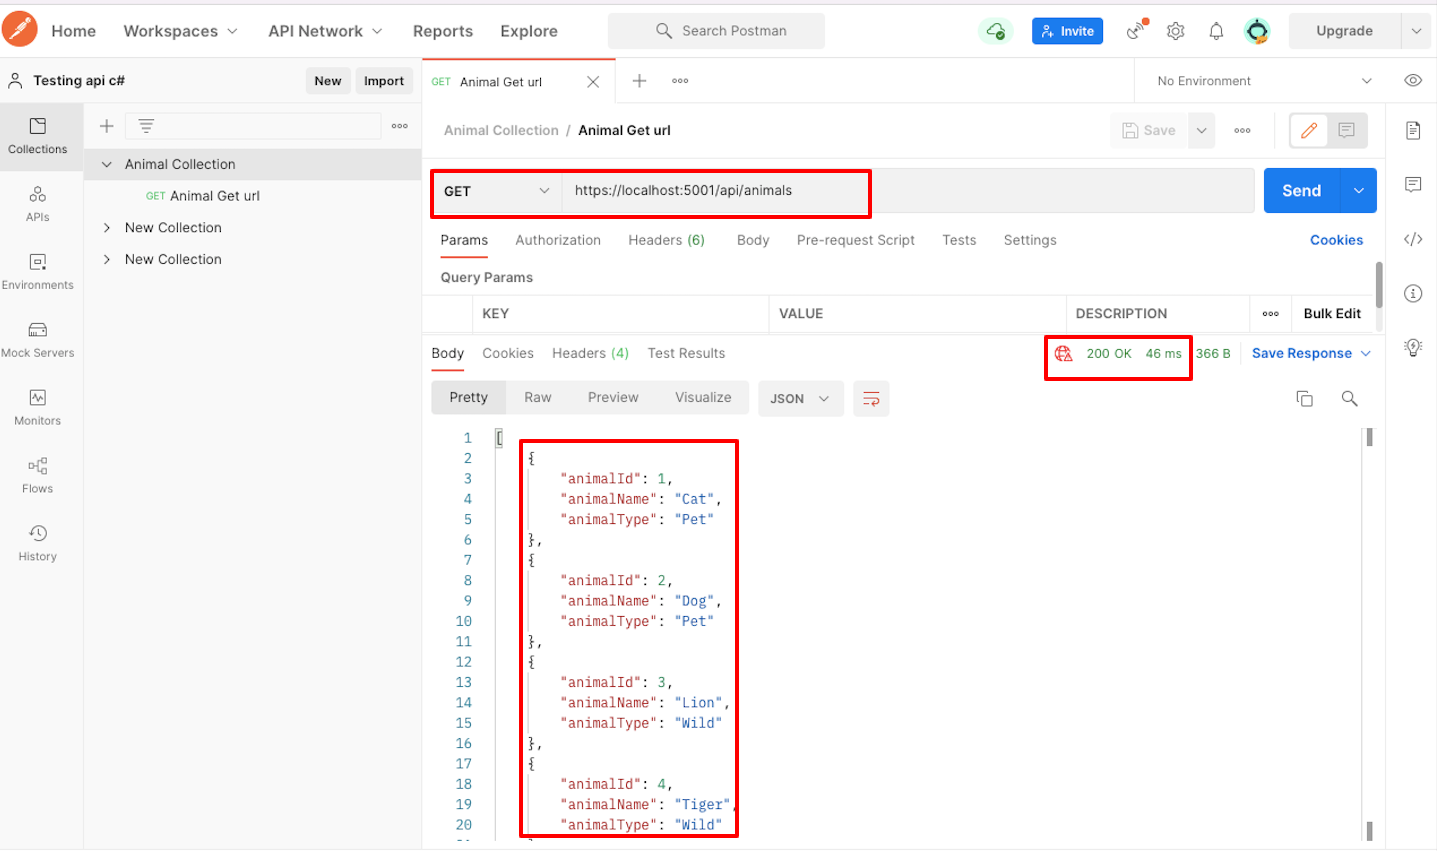 Home Workspaces API Network Reports Explore Search Postman Invite Upgrade
Testing api c# New Import
GET Animal Get url No Environment
Collections
APIs
Environments
Mock Servers
Monitors
Flows
History
Animal Collection
GET Animal Get url
New Collection
New Collection
Animal Collection / Animal Get url Save
GET https://localhost:5001/api/animals Send
Params Authorization Headers (6) Body Pre-request Script Tests Settings Cookies
Query Params
KEY VALUE DESCRIPTION Bulk Edit
Body Cookies Headers (4) Test Results 200 OK 46 ms 366 B Save Response
Pretty Raw Preview Visualize JSON
1 [
2 {
3 "animalId": 1,
4 "animalName": "Cat",
5 "animalType": "Pet"
6 },
7 {
8 "animalId": 2,
9 "animalName": "Dog",
10 "animalType": "Pet"
11 },
12 {
13 "animalId": 3,
14 "animalName": "Lion",
15 "animalType": "Wild"
16 },
17 {
18 "animalId": 4,
19 "animalName": "Tiger",
20 "animalType": "Wild"